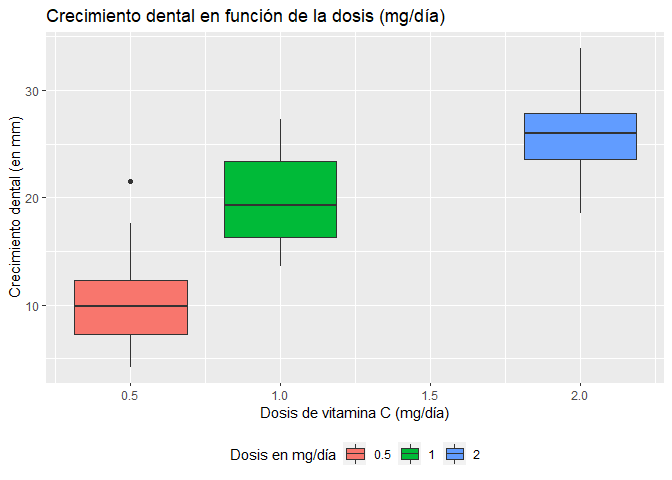 Crecimiento dental en función de la dosis (mg/día)
Crecimiento dental (en mm)
30
20
10
0.5 1.0 1.5 2.0
Dosis de vitamina C (mg/día)
Dosis en mg/día 0.5 1 2